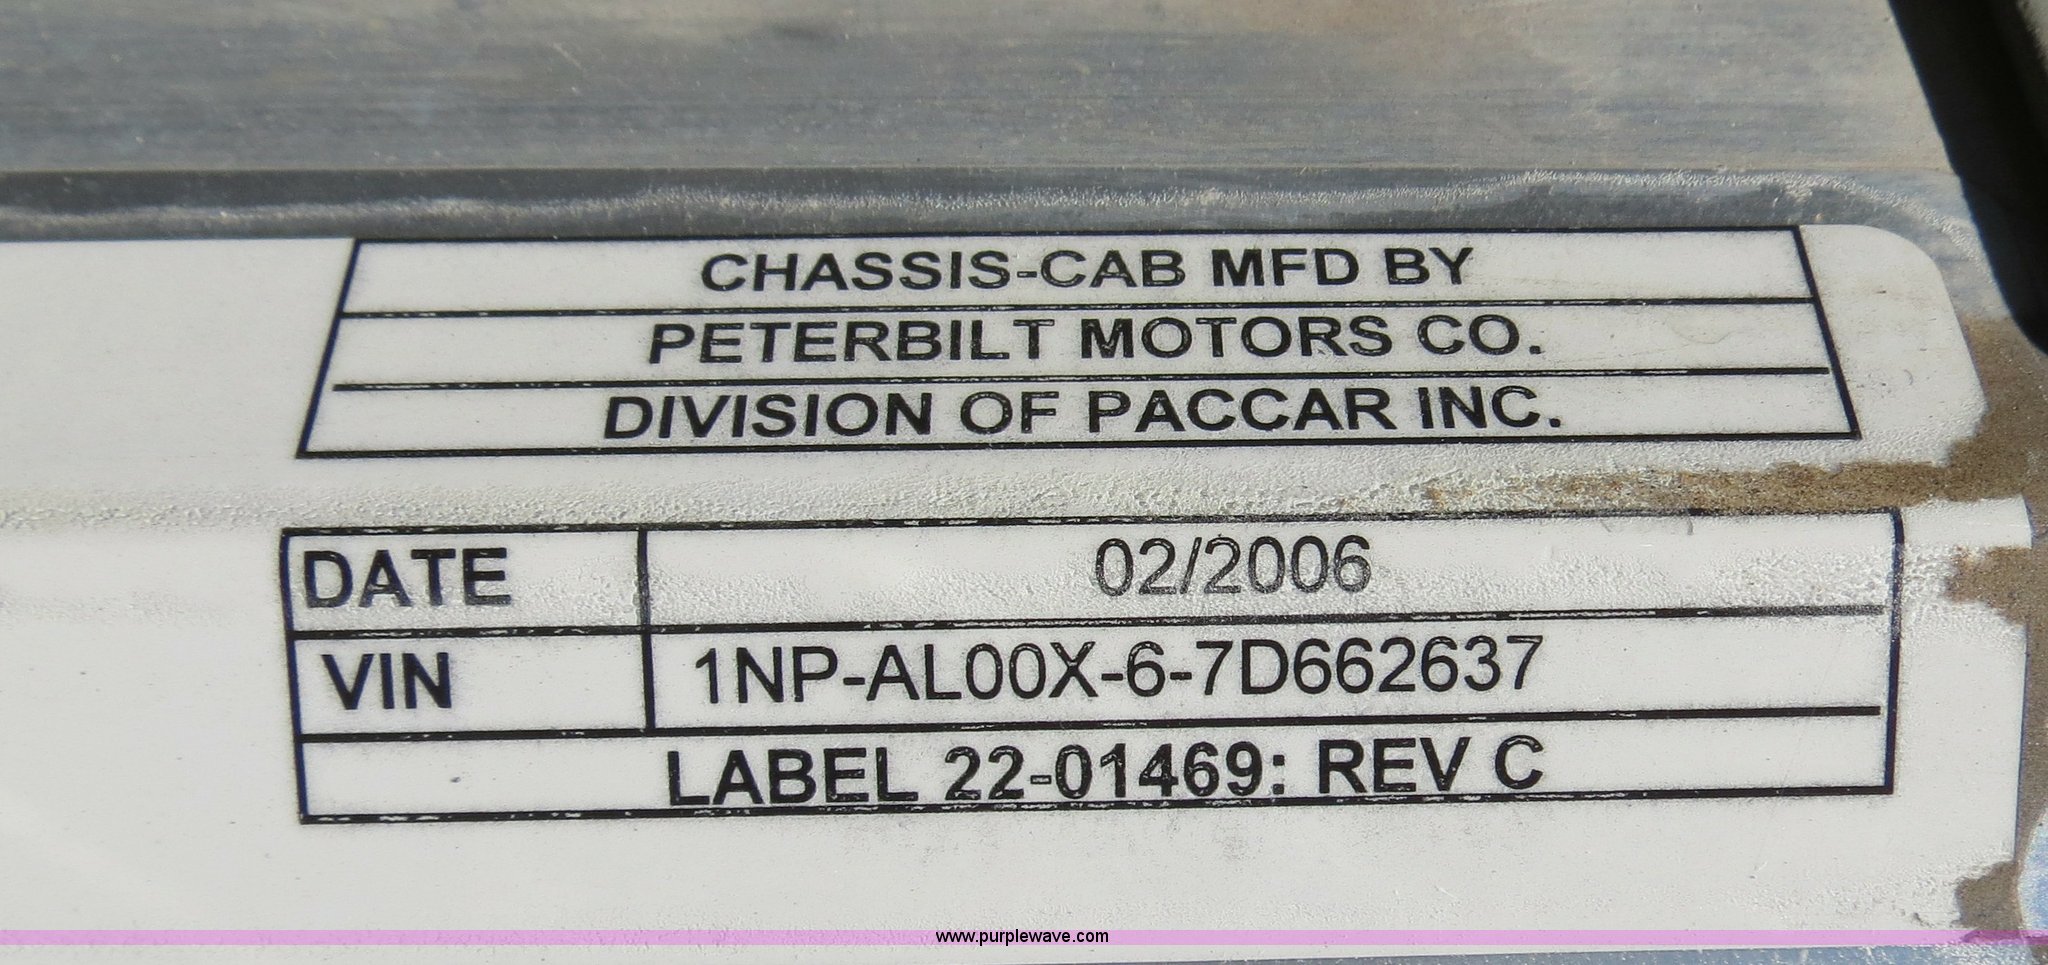 CHASSIS-CAB MFD BY
PETERBILT MOTORS CO.
DIVISION OF PACCAR INC.
DATE 02/2006
VIN 1NP-AL00X-6-7D662637
LABEL 22-01469: REV C
www.purplewave.com